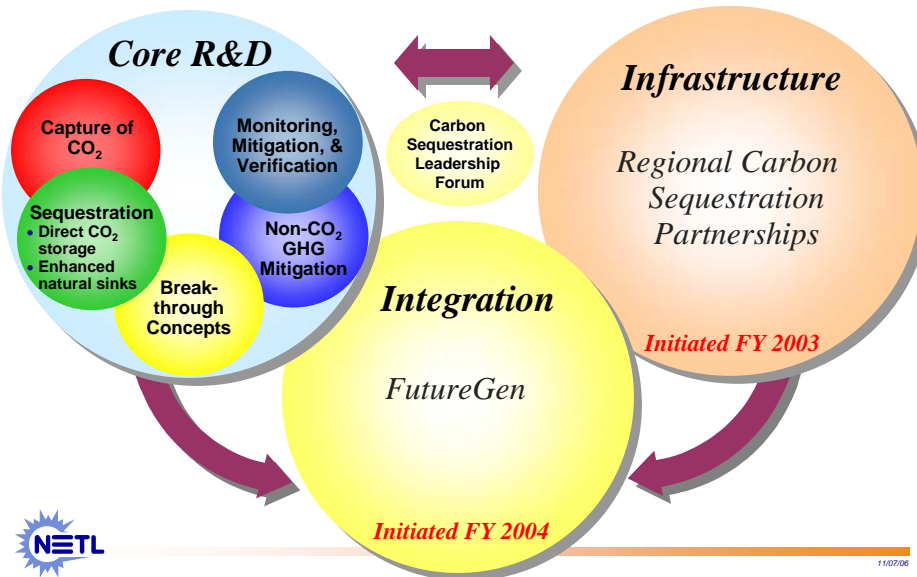 Core R&D
Capture of
CO₂
Monitoring,
Mitigation, &
Verification
Sequestration
• Direct CO₂
storage
• Enhanced
natural sinks
Non-CO₂
GHG
Mitigation
Break-
through
Concepts
Carbon
Sequestration
Leadership
Forum
Infrastructure
Regional Carbon
Sequestration
Partnerships
Initiated FY 2003
Integration
FutureGen
Initiated FY 2004
NETL
11/07/06